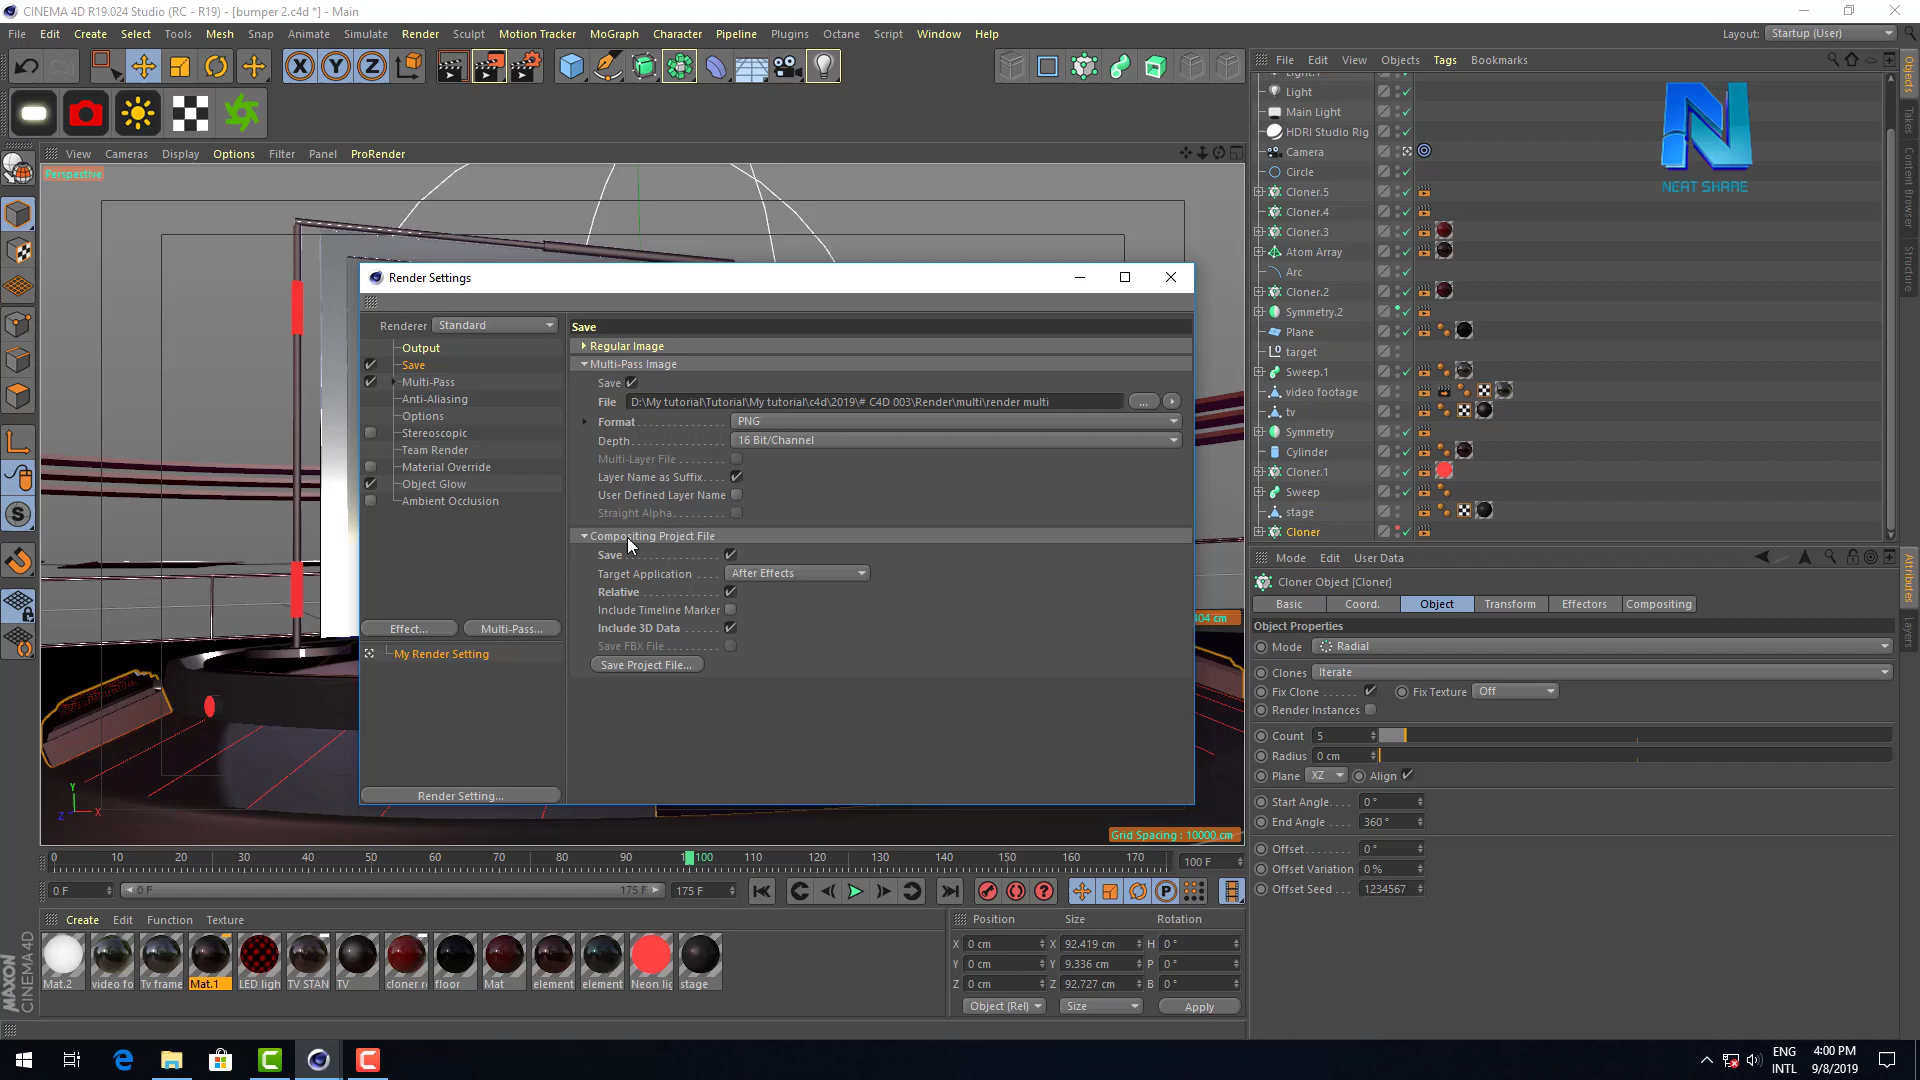 CINEMA 4D R19.024 Studio (RC - R19) - [bumper 2.c4d *] - Main
File Edit Create Select Tools Mesh Snap Animate Simulate Render Sculpt Motion Tracker MoGraph Character Pipeline Plugins Octane Script Window Help
Layout: Startup (User)
File Edit View Objects Tags Bookmarks
Light.1
Light
Main Light
HDRI Studio Rig
Camera
Circle
Cloner.5
Cloner.4
Cloner.3
Atom Array
Arc
Cloner.2
Symmetry.2
Plane
target
Sweep.1
video footage
tv
Symmetry
Cylinder
Cloner.1
Sweep
stage
Cloner
NEAT SHARE
Objects
Takes
Content Browser
Structure
View Cameras Display Options Filter Panel ProRender
Perspective
Render Settings
Renderer Standard
Output
Save
Multi-Pass
Anti-Aliasing
Options
Stereoscopic
Team Render
Material Override
Object Glow
Ambient Occlusion
Effect... Multi-Pass...
My Render Setting
Render Setting...
Save
Regular Image
Multi-Pass Image
Save
File D:\My tutorial\Tutorial\My tutorial\c4d\2019\# C4D 003\Render\multi\render multi ...
Format PNG
Depth 16 Bit/Channel
Multi-Layer File
Layer Name as Suffix
User Defined Layer Name
Straight Alpha
Compositing Project File
Save
Target Application After Effects
Relative
Include Timeline Marker
Include 3D Data
Save FBX File
Save Project File...
404 cm
Grid Spacing : 10000 cm
Y
Z X
Mode Edit User Data
Cloner Object [Cloner]
Basic Coord. Object Transform Effectors Compositing
Object Properties
Mode Radial
Clones Iterate
Fix Clone Fix Texture Off
Render Instances
Count 5
Radius 0 cm
Plane XZ Align
Start Angle 0 °
End Angle 360 °
Offset 0 °
Offset Variation 0 %
Offset Seed 1234567
Attributes
Layers
0 10 20 30 40 50 60 70 80 90 100 110 120 130 140 150 160 170 100 F
0 F 0 F 175 F 175 F
Create Edit Function Texture
Mat.2 video fo Tv frame Mat.1 LED ligh TV STAN TV cloner r floor Mat element element Neon lig stage
Position Size Rotation
X 0 cm X 92.419 cm H 0 °
Y 0 cm Y 9.336 cm P 0 °
Z 0 cm Z 92.727 cm B 0 °
Object (Rel) Size Apply
MAXON
CINEMA 4D
ENG
INTL
4:00 PM
9/8/2019